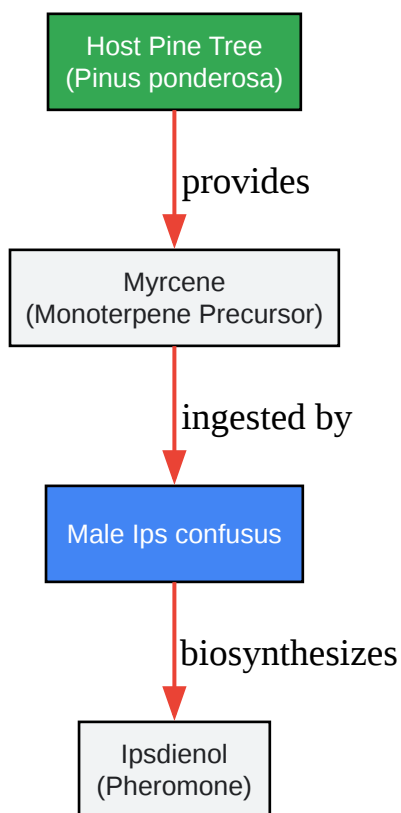 Host Pine Tree
(Pinus ponderosa)
provides
Myrcene
(Monoterpene Precursor)
ingested by
Male Ips confusus
biosynthesizes
Ipsdienol
(Pheromone)